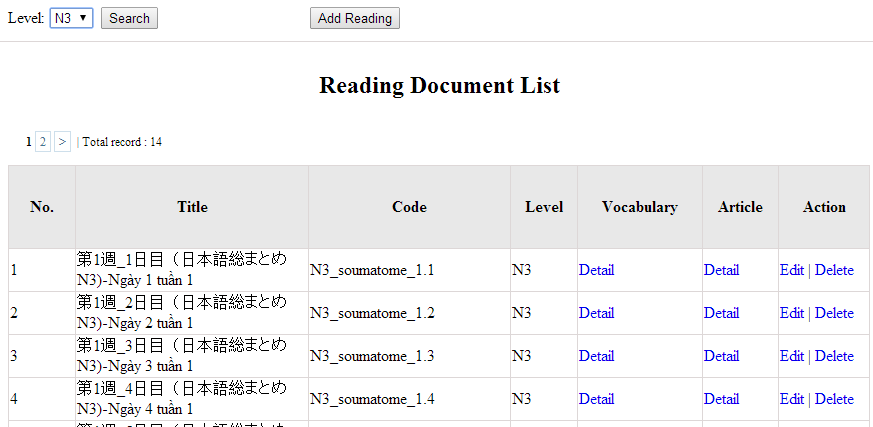 Level: N3 Search Add Reading
Reading Document List
1 2 > | Total record : 14
No. Title Code Level Vocabulary Article Action
第1週_1日目（日本語総まとめ
1 N3_soumatome_1.1 N3 Detail Detail Edit | Delete
N3)-Ngày 1 tuần 1
第1週_2日目（日本語総まとめ
2 N3_soumatome_1.2 N3 Detail Detail Edit | Delete
N3)-Ngày 2 tuần 1
第1週_3日目（日本語総まとめ
3 N3_soumatome_1.3 N3 Detail Detail Edit | Delete
N3)-Ngày 3 tuần 1
第1週_4日目（日本語総まとめ
4 N3_soumatome_1.4 N3 Detail Detail Edit | Delete
N3)-Ngày 4 tuần 1